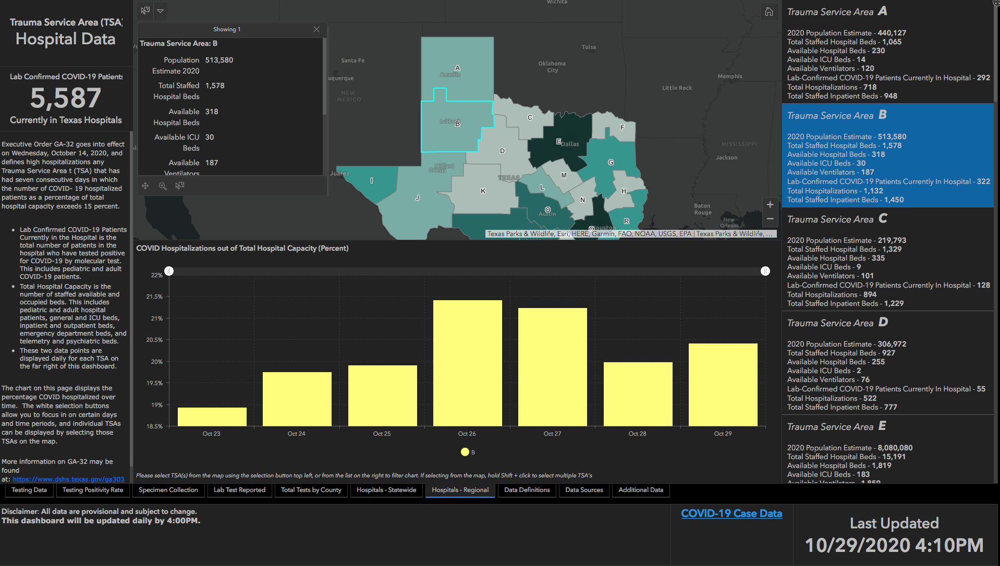 Trauma Service Area (TSA)
Hospital Data
Lab Confirmed COVID-19 Patients
5,587
Currently in Texas Hospitals
Executive Order GA-32 goes into effect
on Wednesday, October 14, 2020, and
defines high hospitalizations any
Trauma Service Area t (TSA) that has
had seven consecutive days in which
the number of COVID- 19 hospitalized
patients as a percentage of total
hospital capacity exceeds 15 percent.
• Lab Confirmed COVID-19 Patients
Currently in the Hospital is the
total number of patients in the
hospital who have tested positive
for COVID-19 by molecular test.
This includes pediatric and adult
COVID-19 patients.
• Total Hospital Capacity is the
number of staffed available and
occupied beds. This includes
pediatric and adult hospital
patients, general and ICU beds,
inpatient and outpatient beds,
emergency department beds, and
telemetry and psychiatric beds.
• These two data points are
displayed daily for each TSA on
the far right of this dashboard.
The chart on this page displays the
percentage COVID hospitalized over
time. The white selection buttons
allow you to focus in on certain days
and time periods, and individual TSAs
can be displayed by selecting those
TSAs on the map.
More information on GA-32 may be
found
at: https://www.dshs.texas.gov/ga303
Showing 1
Trauma Service Area: B
Population Estimate 2020 513,580
Total Staffed Hospital Beds 1,578
Available Hospital Beds 318
Available ICU Beds 30
Available Ventilators 187
Wichita
Santa Fe
uquerque
NEW
MEXICO
Tulsa
Oklahoma
City
Little Rock
Memphis
MISSISSIPPI
Jackson
Baton
Rouge
New
Orleans
Juárez
A
Amarillo
Lubbock
B
C
D
E
Dallas
F
G
H
I
J
K
L
M
N
O
Austin
Q
Houston
R
Midland
Odessa
TEXAS
Texas Parks & Wildlife, Esri, HERE, Garmin, FAO, NOAA, USGS, EPA | Texas Parks & Wildlife, ...
COVID Hospitalizations out of Total Hospital Capacity (Percent)
22%
21.5%
21%
20.5%
20%
19.5%
19%
18.5%
Oct 23 Oct 24 Oct 25 Oct 26 Oct 27 Oct 28 Oct 29
B
Please select TSA(s) from the map using the selection button top left, or from the list on the right to filter chart. If selecting from the map, hold Shift + click to select multiple TSA's
Trauma Service Area A
2020 Population Estimate - 440,127
Total Staffed Hospital Beds - 1,065
Available Hospital Beds - 230
Available ICU Beds - 14
Available Ventilators - 120
Lab-Confirmed COVID-19 Patients Currently In Hospital - 292
Total Hospitalizations - 718
Total Staffed Inpatient Beds - 948
Trauma Service Area B
2020 Population Estimate - 513,580
Total Staffed Hospital Beds - 1,578
Available Hospital Beds - 318
Available ICU Beds - 30
Available Ventilators - 187
Lab-Confirmed COVID-19 Patients Currently In Hospital - 322
Total Hospitalizations - 1,132
Total Staffed Inpatient Beds - 1,450
Trauma Service Area C
2020 Population Estimate - 219,793
Total Staffed Hospital Beds - 1,329
Available Hospital Beds - 335
Available ICU Beds - 9
Available Ventilators - 101
Lab-Confirmed COVID-19 Patients Currently In Hospital - 128
Total Hospitalizations - 894
Total Staffed Inpatient Beds - 1,229
Trauma Service Area D
2020 Population Estimate - 306,972
Total Staffed Hospital Beds - 927
Available Hospital Beds - 255
Available ICU Beds - 2
Available Ventilators - 76
Lab-Confirmed COVID-19 Patients Currently In Hospital - 55
Total Hospitalizations - 522
Total Staffed Inpatient Beds - 777
Trauma Service Area E
2020 Population Estimate - 8,080,080
Total Staffed Hospital Beds - 15,191
Available Hospital Beds - 1,819
Available ICU Beds - 183
Available Ventilators - 1,859
Testing Data
Testing Positivity Rate
Specimen Collection
Lab Test Reported
Total Tests by County
Hospitals - Statewide
Hospitals - Regional
Data Definitions
Data Sources
Additional Data
Disclaimer: All data are provisional and subject to change.
This dashboard will be updated daily by 4:00PM.
COVID-19 Case Data
Last Updated
10/29/2020 4:10PM